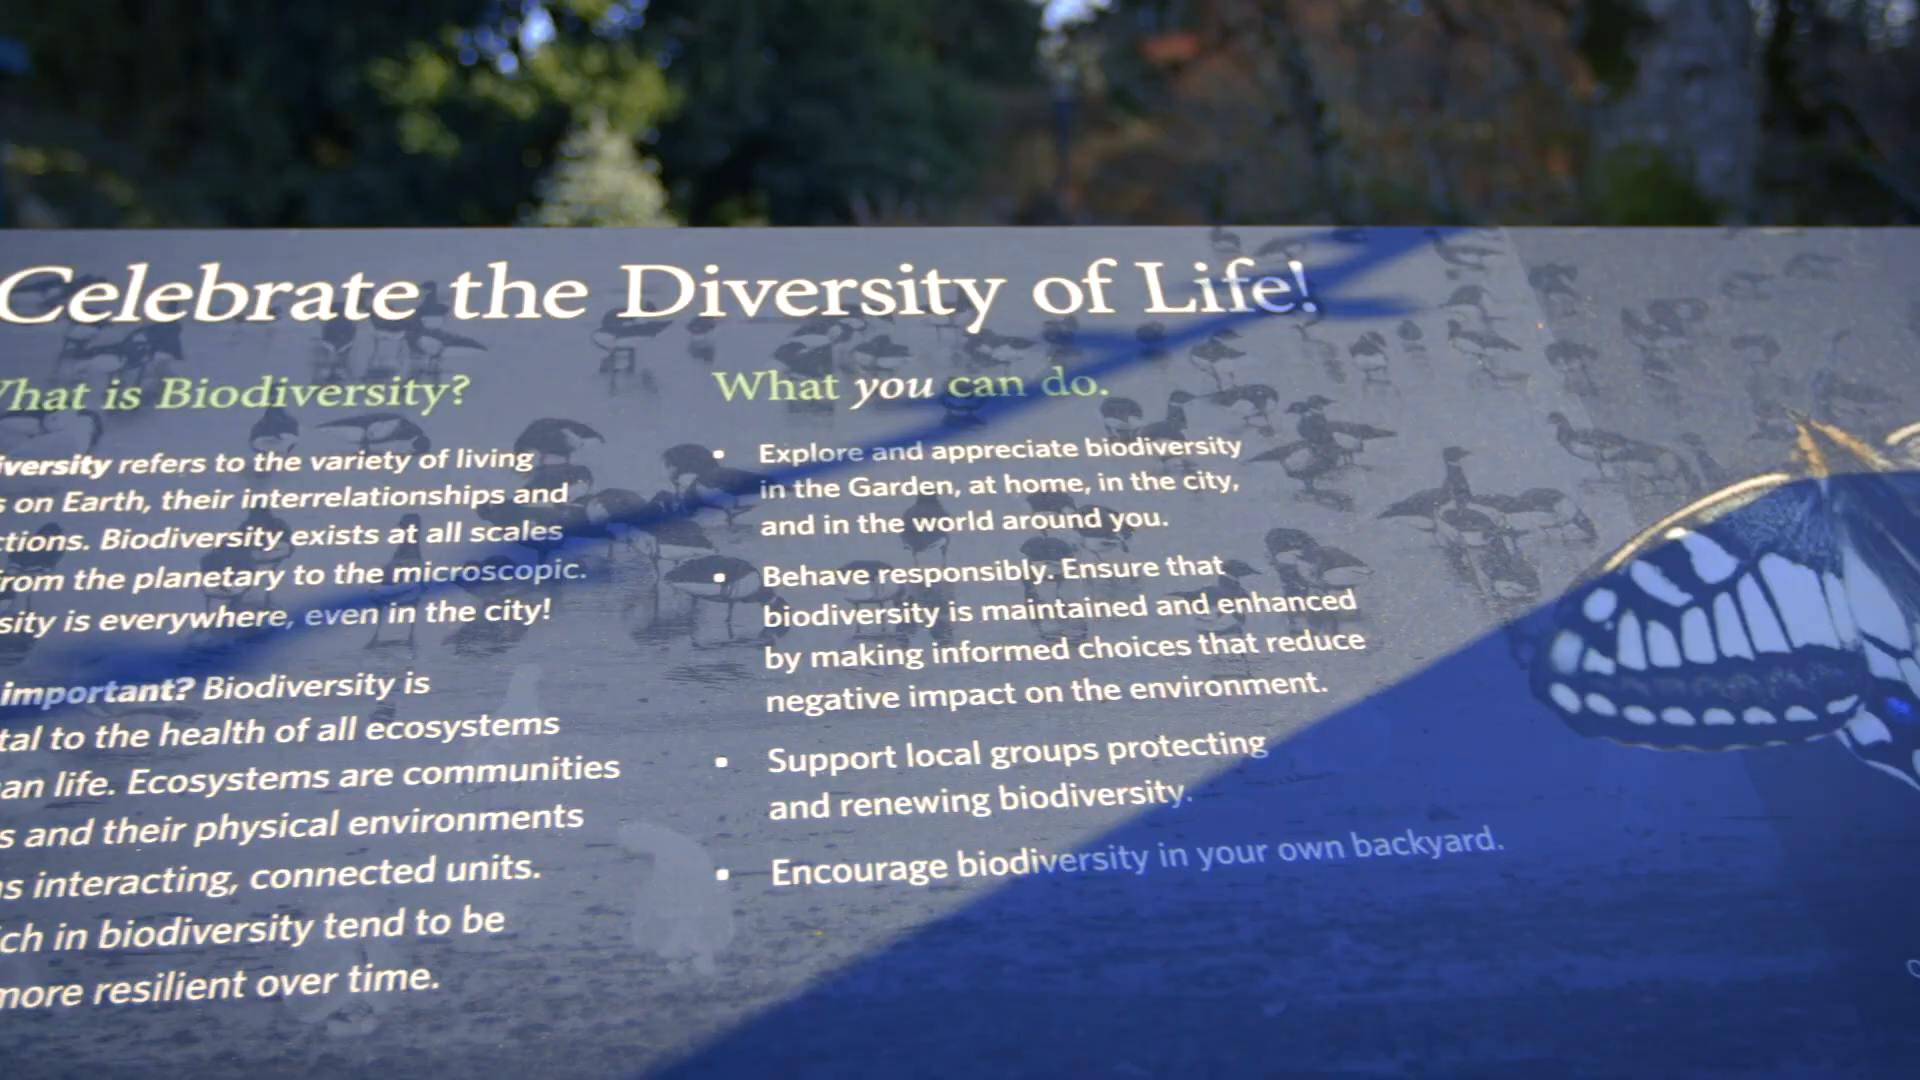 Celebrate the Diversity of Life!
What is Biodiversity?
iversity refers to the variety of living
s on Earth, their interrelationships and
ctions. Biodiversity exists at all scales
from the planetary to the microscopic.
sity is everywhere, even in the city!
important? Biodiversity is
tal to the health of all ecosystems
an life. Ecosystems are communities
s and their physical environments
as interacting, connected units.
ich in biodiversity tend to be
more resilient over time.
What you can do.
• Explore and appreciate biodiversity
in the Garden, at home, in the city,
and in the world around you.
• Behave responsibly. Ensure that
biodiversity is maintained and enhanced
by making informed choices that reduce
negative impact on the environment.
• Support local groups protecting
and renewing biodiversity.
• Encourage biodiversity in your own backyard.